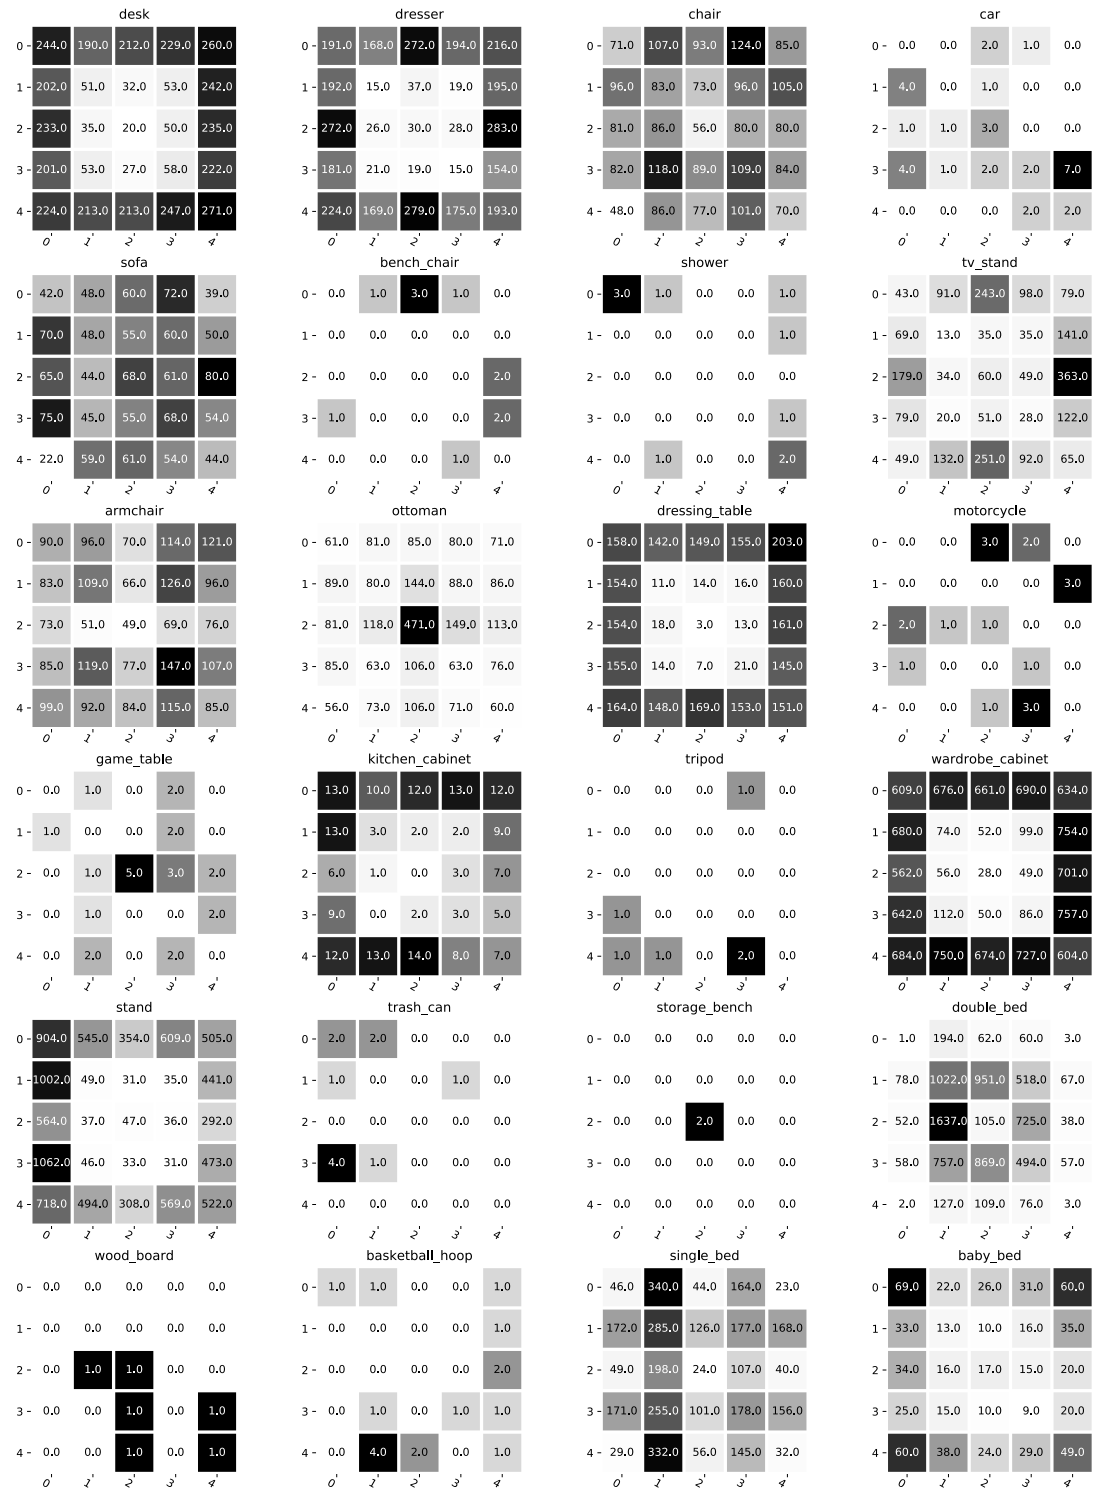 desk dresser chair car
0 244.0 190.0 212.0 229.0 260.0 0 191.0 168.0 272.0 194.0 216.0 0 71.0 107.0 93.0 124.0 85.0 0 0.0 0.0 2.0 1.0 0.0
1 202.0 51.0 32.0 53.0 242.0 1 192.0 15.0 37.0 19.0 195.0 1 96.0 83.0 73.0 96.0 105.0 1 4.0 0.0 1.0 0.0 0.0
2 233.0 35.0 20.0 50.0 235.0 2 272.0 26.0 30.0 28.0 283.0 2 81.0 86.0 56.0 80.0 80.0 2 1.0 1.0 3.0 0.0 0.0
3 201.0 53.0 27.0 58.0 222.0 3 181.0 21.0 19.0 15.0 154.0 3 82.0 118.0 89.0 109.0 84.0 3 4.0 1.0 2.0 2.0 7.0
4 224.0 213.0 213.0 247.0 271.0 4 224.0 169.0 279.0 175.0 193.0 4 48.0 86.0 77.0 101.0 70.0 4 0.0 0.0 0.0 2.0 2.0
0 1 2 3 4 0 1 2 3 4 0 1 2 3 4 0 1 2 3 4
sofa bench_chair shower tv_stand
0 42.0 48.0 60.0 72.0 39.0 0 0.0 1.0 3.0 1.0 0.0 0 3.0 1.0 0.0 0.0 1.0 0 43.0 91.0 243.0 98.0 79.0
1 70.0 48.0 55.0 60.0 50.0 1 0.0 0.0 0.0 0.0 0.0 1 0.0 0.0 0.0 0.0 1.0 1 69.0 13.0 35.0 35.0 141.0
2 65.0 44.0 68.0 61.0 80.0 2 0.0 0.0 0.0 0.0 2.0 2 0.0 0.0 0.0 0.0 0.0 2 179.0 34.0 60.0 49.0 363.0
3 75.0 45.0 55.0 68.0 54.0 3 1.0 0.0 0.0 0.0 2.0 3 0.0 0.0 0.0 0.0 1.0 3 79.0 20.0 51.0 28.0 122.0
4 22.0 59.0 61.0 54.0 44.0 4 0.0 0.0 0.0 1.0 0.0 4 0.0 1.0 0.0 0.0 2.0 4 49.0 132.0 251.0 92.0 65.0
0 1 2 3 4 0 1 2 3 4 0 1 2 3 4 0 1 2 3 4
armchair ottoman dressing_table motorcycle
0 90.0 96.0 70.0 114.0 121.0 0 61.0 81.0 85.0 80.0 71.0 0 158.0 142.0 149.0 155.0 203.0 0 0.0 0.0 3.0 2.0 0.0
1 83.0 109.0 66.0 126.0 96.0 1 89.0 80.0 144.0 88.0 86.0 1 154.0 11.0 14.0 16.0 160.0 1 0.0 0.0 0.0 0.0 3.0
2 73.0 51.0 49.0 69.0 76.0 2 81.0 118.0 471.0 149.0 113.0 2 154.0 18.0 3.0 13.0 161.0 2 2.0 1.0 1.0 0.0 0.0
3 85.0 119.0 77.0 147.0 107.0 3 85.0 63.0 106.0 63.0 76.0 3 155.0 14.0 7.0 21.0 145.0 3 1.0 0.0 0.0 1.0 0.0
4 99.0 92.0 84.0 115.0 85.0 4 56.0 73.0 106.0 71.0 60.0 4 164.0 148.0 169.0 153.0 151.0 4 0.0 0.0 1.0 3.0 0.0
0 1 2 3 4 0 1 2 3 4 0 1 2 3 4 0 1 2 3 4
game_table kitchen_cabinet tripod wardrobe_cabinet
0 0.0 1.0 0.0 2.0 0.0 0 13.0 10.0 12.0 13.0 12.0 0 0.0 0.0 0.0 1.0 0.0 0 609.0 676.0 661.0 690.0 634.0
1 1.0 0.0 0.0 2.0 0.0 1 13.0 3.0 2.0 2.0 9.0 1 0.0 0.0 0.0 0.0 0.0 1 680.0 74.0 52.0 99.0 754.0
2 0.0 1.0 5.0 3.0 2.0 2 6.0 1.0 0.0 3.0 7.0 2 0.0 0.0 0.0 0.0 0.0 2 562.0 56.0 28.0 49.0 701.0
3 0.0 1.0 0.0 0.0 2.0 3 9.0 0.0 2.0 3.0 5.0 3 1.0 0.0 0.0 0.0 0.0 3 642.0 112.0 50.0 86.0 757.0
4 0.0 2.0 0.0 2.0 0.0 4 12.0 13.0 14.0 8.0 7.0 4 1.0 1.0 0.0 2.0 0.0 4 684.0 750.0 674.0 727.0 604.0
0 1 2 3 4 0 1 2 3 4 0 1 2 3 4 0 1 2 3 4
stand trash_can storage_bench double_bed
0 904.0 545.0 354.0 609.0 505.0 0 2.0 2.0 0.0 0.0 0.0 0 0.0 0.0 0.0 0.0 0.0 0 1.0 194.0 62.0 60.0 3.0
1 1002.0 49.0 31.0 35.0 441.0 1 1.0 0.0 0.0 1.0 0.0 1 0.0 0.0 0.0 0.0 0.0 1 78.0 1022.0 951.0 518.0 67.0
2 564.0 37.0 47.0 36.0 292.0 2 0.0 0.0 0.0 0.0 0.0 2 0.0 0.0 2.0 0.0 0.0 2 52.0 1637.0 105.0 725.0 38.0
3 1062.0 46.0 33.0 31.0 473.0 3 4.0 1.0 0.0 0.0 0.0 3 0.0 0.0 0.0 0.0 0.0 3 58.0 757.0 869.0 494.0 57.0
4 718.0 494.0 308.0 569.0 522.0 4 0.0 0.0 0.0 0.0 0.0 4 0.0 0.0 0.0 0.0 0.0 4 2.0 127.0 109.0 76.0 3.0
0 1 2 3 4 0 1 2 3 4 0 1 2 3 4 0 1 2 3 4
wood_board basketball_hoop single_bed baby_bed
0 0.0 0.0 0.0 0.0 0.0 0 1.0 1.0 0.0 0.0 1.0 0 46.0 340.0 44.0 164.0 23.0 0 69.0 22.0 26.0 31.0 60.0
1 0.0 0.0 0.0 0.0 0.0 1 0.0 0.0 0.0 0.0 1.0 1 172.0 285.0 126.0 177.0 168.0 1 33.0 13.0 10.0 16.0 35.0
2 0.0 1.0 1.0 0.0 0.0 2 0.0 0.0 0.0 0.0 2.0 2 49.0 198.0 24.0 107.0 40.0 2 34.0 16.0 17.0 15.0 20.0
3 0.0 0.0 1.0 0.0 1.0 3 0.0 1.0 0.0 1.0 1.0 3 171.0 255.0 101.0 178.0 156.0 3 25.0 15.0 10.0 9.0 20.0
4 0.0 0.0 1.0 0.0 1.0 4 0.0 4.0 2.0 0.0 1.0 4 29.0 332.0 56.0 145.0 32.0 4 60.0 38.0 24.0 29.0 49.0
0 1 2 3 4 0 1 2 3 4 0 1 2 3 4 0 1 2 3 4